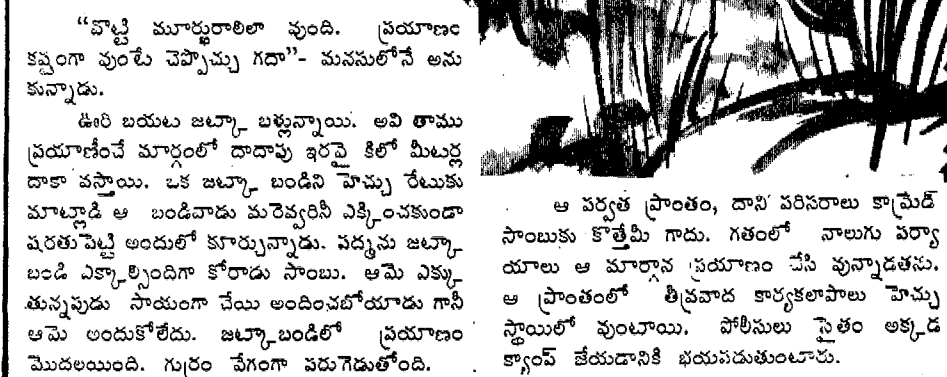 “వొట్టి మూర్ఖురాలిలా వుంది. ప్రయాణం
కష్టంగా వుంటే చెప్పొచ్చు గదా”- మనసులోనే అను
కున్నాడు.
ఊరి బయట జట్కా బళ్లున్నాయి. అవి తాము
ప్రయాణించే మార్గంలో దాదాపు ఇరవై కిలో మీటర్ల
దాకా వస్తాయి. ఒక జట్కా బండిని హెచ్చు రేటుకు
మాట్లాడి ఆ బండివాడు మరెవ్వరినీ ఎక్కించకుండా
షరతుపెట్టి అందులో కూర్చున్నాడు. పద్మను జట్కా
బండి ఎక్కాల్సిందిగా కోరాడు సాంబు. ఆమె ఎక్కు
తున్నపుడు సాయంగా చేయి అందించబోయాడు గానీ
ఆమె అందుకోలేదు. జట్కాబండిలో ప్రయాణం
మొదలయింది. గుర్రం వేగంగా పరుగెడుతోంది.
ఆ పర్వత ప్రాంతం, దాని పరిసరాలు కామ్రేడ్
సాంబుకు కొత్తేమీ గాదు. గతంలో నాలుగు పర్యా
యాలు ఆ మార్గాన ప్రయాణం చేసి వున్నాడతను.
ఆ ప్రాంతంలో తీవ్రవాద కార్యకలాపాలు హెచ్చు
స్థాయిలో వుంటాయి. పోలీసులు సైతం అక్కడ
క్యాంప్ జేయడానికి భయపడుతుంటారు.